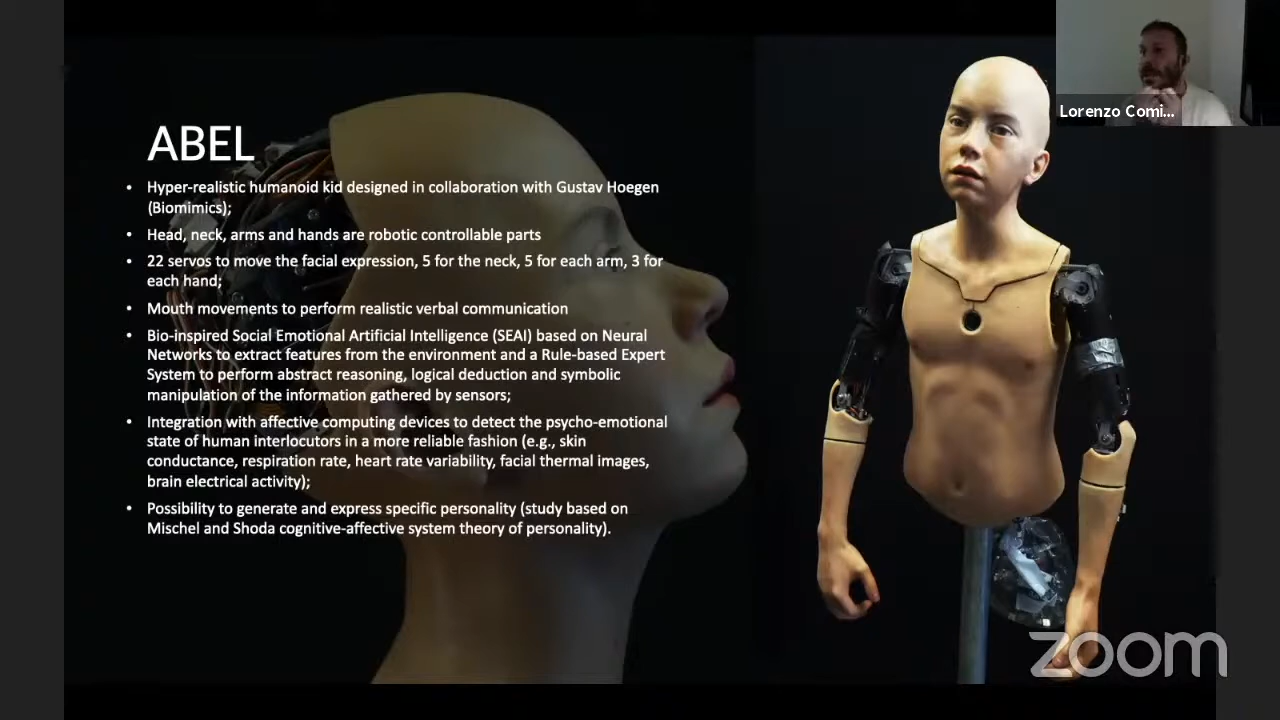 Lorenzo Comi...
ABEL
• Hyper-realistic humanoid kid designed in collaboration with Gustav Hoegen
(Biomimics);
• Head, neck, arms and hands are robotic controllable parts
• 22 servos to move the facial expression, 5 for the neck, 5 for each arm, 3 for
each hand;
• Mouth movements to perform realistic verbal communication
• Bio-inspired Social Emotional Artificial Intelligence (SEAI) based on Neural
Networks to extract features from the environment and a Rule-based Expert
System to perform abstract reasoning, logical deduction and symbolic
manipulation of the information gathered by sensors;
• Integration with affective computing devices to detect the psycho-emotional
state of human interlocutors in a more reliable fashion (e.g., skin
conductance, respiration rate, heart rate variability, facial thermal images,
brain electrical activity);
• Possibility to generate and express specific personality (study based on
Mischel and Shoda cognitive-affective system theory of personality).
zoom